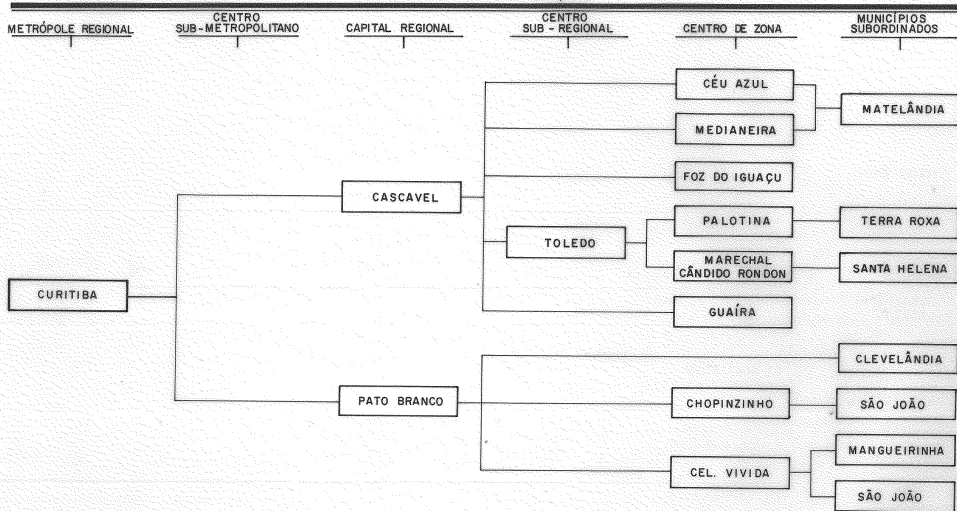 METRÓPOLE REGIONAL
CENTRO
SUB-METROPOLITANO
CAPITAL REGIONAL
CENTRO
SUB - REGIONAL
CENTRO DE ZONA
MUNICÍPIOS
SUBORDINADOS
CÉU AZUL
MATELÂNDIA
MEDIANEIRA
FOZ DO IGUAÇU
CASCAVEL
PALOTINA
TERRA ROXA
TOLEDO
MARECHAL
CÂNDIDO RONDON
SANTA HELENA
CURITIBA
GUAÍRA
CLEVELÂNDIA
PATO BRANCO
CHOPINZINHO
SÃO JOÃO
MANGUEIRINHA
CEL. VIVIDA
SÃO JOÃO